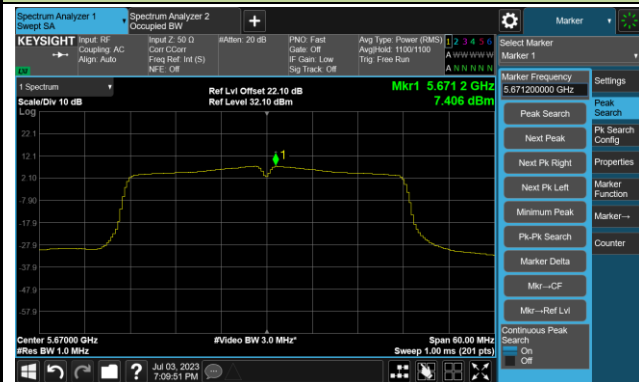 Spectrum Analyzer 1
Swept SA
Spectrum Analyzer 2
Occupied BW
+
Marker
KEYSIGHT
Input: RF
Coupling: AC
Align: Auto
Input Z: 50 Ω
Corr CCorr
Freq Ref: Int (S)
NFE: Off
#Atten: 20 dB
PNO: Fast
Gate: Off
IF Gain: Low
Sig Track: Off
Avg Type: Power (RMS)
Avg|Hold: 1100/1100
Trig: Free Run
1 2 3 4 5 6
A W W W W W
A N N N N N
LXI
Select Marker
Marker 1
1 Spectrum
Scale/Div 10 dB
Log
Ref Lvl Offset 22.10 dB
Ref Level 32.10 dBm
Mkr1 5.671 2 GHz
7.406 dBm
22.1
12.1
2.10
-7.90
-17.9
-27.9
-37.9
-57.9
1
Center 5.67000 GHz
#Res BW 1.0 MHz
#Video BW 3.0 MHz*
Span 60.00 MHz
Sweep 1.00 ms (201 pts)
Marker Frequency
5.671200000 GHz
Peak Search
Next Peak
Next Pk Right
Next Pk Left
Minimum Peak
Pk-Pk Search
Marker Delta
Mkr→CF
Mkr→Ref Lvl
Continuous Peak
Search
On
Off
Settings
Peak
Search
Pk Search
Config
Properties
Marker
Function
Marker→
Counter
?
Jul 03, 2023
7:09:51 PM